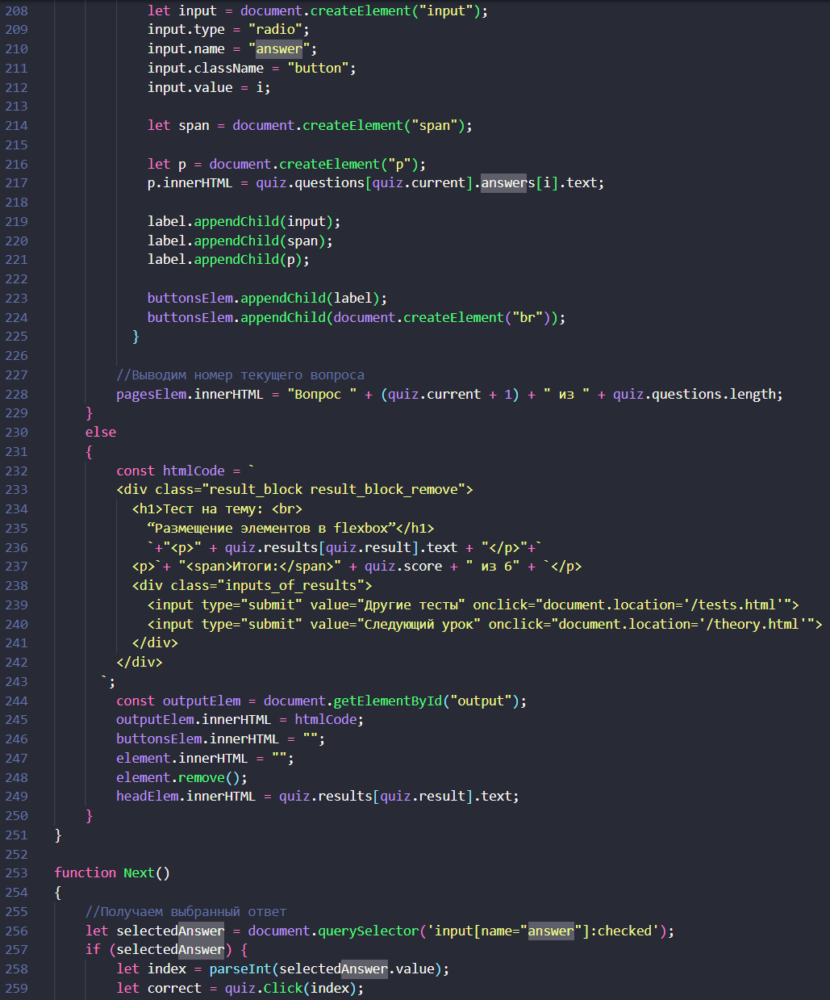 208 let input = document.createElement("input");
209 input.type = "radio";
210 input.name = "answer";
211 input.className = "button";
212 input.value = i;
213
214 let span = document.createElement("span");
215
216 let p = document.createElement("p");
217 p.innerHTML = quiz.questions[quiz.current].answers[i].text;
218
219 label.appendChild(input);
220 label.appendChild(span);
221 label.appendChild(p);
222
223 buttonsElem.appendChild(label);
224 buttonsElem.appendChild(document.createElement("br"));
225 }
226
227 //Выводим номер текущего вопроса
228 pagesElem.innerHTML = "Вопрос " + (quiz.current + 1) + " из " + quiz.questions.length;
229 }
230 else
231 {
232 const htmlCode = `
233 <div class="result_block result_block_remove">
234 <h1>Тест на тему: <br>
235 “Размещение элементов в flexbox”</h1>
236 `+"<p>" + quiz.results[quiz.result].text + "</p>"+`
237 <p>`+ "<span>Итоги:</span>" + quiz.score + " из 6" + `</p>
238 <div class="inputs_of_results">
239 <input type="submit" value="Другие тесты" onclick="document.location='/tests.html'">
240 <input type="submit" value="Следующий урок" onclick="document.location='/theory.html'">
241 </div>
242 </div>
243 `;
244 const outputElem = document.getElementById("output");
245 outputElem.innerHTML = htmlCode;
246 buttonsElem.innerHTML = "";
247 element.innerHTML = "";
248 element.remove();
249 headElem.innerHTML = quiz.results[quiz.result].text;
250 }
251 }
252
253 function Next()
254 {
255 //Получаем выбранный ответ
256 let selectedAnswer = document.querySelector('input[name="answer"]:checked');
257 if (selectedAnswer) {
258 let index = parseInt(selectedAnswer.value);
259 let correct = quiz.Click(index);